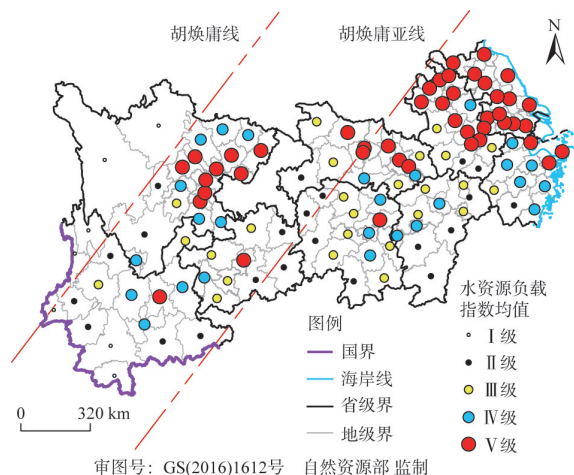 胡焕庸线
胡焕庸亚线
N
水资源负载
指数均值
图例
Ⅰ级
国界
Ⅱ级
海岸线
Ⅲ级
省级界
Ⅳ级
地级界
Ⅴ级
0 320 km
审图号：GS(2016)1612号 自然资源部 监制